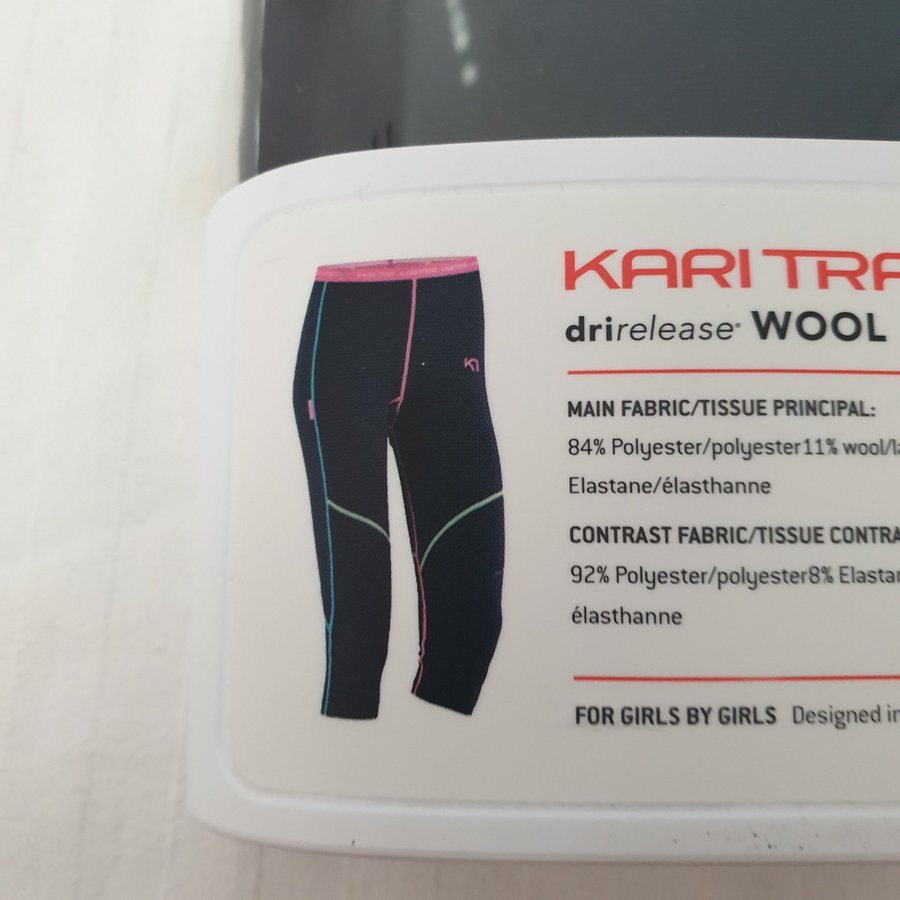 KARI TRA
drirelease® WOOL
MAIN FABRIC/TISSUE PRINCIPAL:
84% Polyester/polyester11% wool/la
Elastane/élasthanne
CONTRAST FABRIC/TISSUE CONTRA
92% Polyester/polyester8% Elastan
élasthanne
FOR GIRLS BY GIRLS Designed in